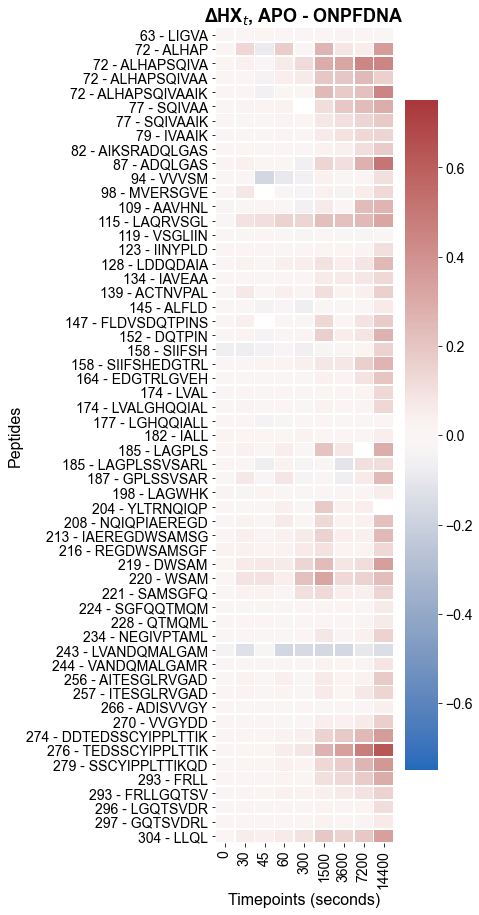 ΔHX_t, APO - ONPFDNA
63 - LIGVA
72 - ALHAP
72 - ALHAPSQIVA
72 - ALHAPSQIVAA
72 - ALHAPSQIVAAIK
77 - SQIVAA
77 - SQIVAAIK
79 - IVAAIK
82 - AIKSRADQLGAS
87 - ADQLGAS
94 - VVVSM
98 - MVERSGVE
109 - AAVHNL
115 - LAQRVSGL
119 - VSGLIIN
123 - IINYPLD
128 - LDDQDAIA
134 - IAVEAA
139 - ACTNVPAL
145 - ALFLD
147 - FLDVSDQTPINS
152 - DQTPIN
158 - SIIFSH
158 - SIIFSHEDGTRL
164 - EDGTRLGVEH
174 - LVAL
174 - LVALGHQQIAL
177 - LGHQQIALL
182 - IALL
185 - LAGPLS
185 - LAGPLSSVSARL
187 - GPLSSVSAR
198 - LAGWHK
204 - YLTRNQIQP
208 - NQIQPIAEREGD
213 - IAEREGDWSAMSG
216 - REGDWSAMSGF
219 - DWSAM
220 - WSAM
221 - SAMSGFQ
224 - SGFQQTMQM
228 - QTMQML
234 - NEGIVPTAML
243 - LVANDQMALGAM
244 - VANDQMALGAMR
256 - AITESGLRVGAD
257 - ITESGLRVGAD
266 - ADISVVGY
270 - VVGYDD
274 - DDTEDSSCYIPPLTTIK
276 - TEDSSCYIPPLTTIK
279 - SSCYIPPLTTIKQD
293 - FRLL
293 - FRLLGQTSV
296 - LGQTSVDR
297 - GQTSVDRL
304 - LLQL
Peptides
0 30 45 60 300 1500 3600 7200 14400
Timepoints (seconds)
0.6
0.4
0.2
0.0
−0.2
−0.4
−0.6